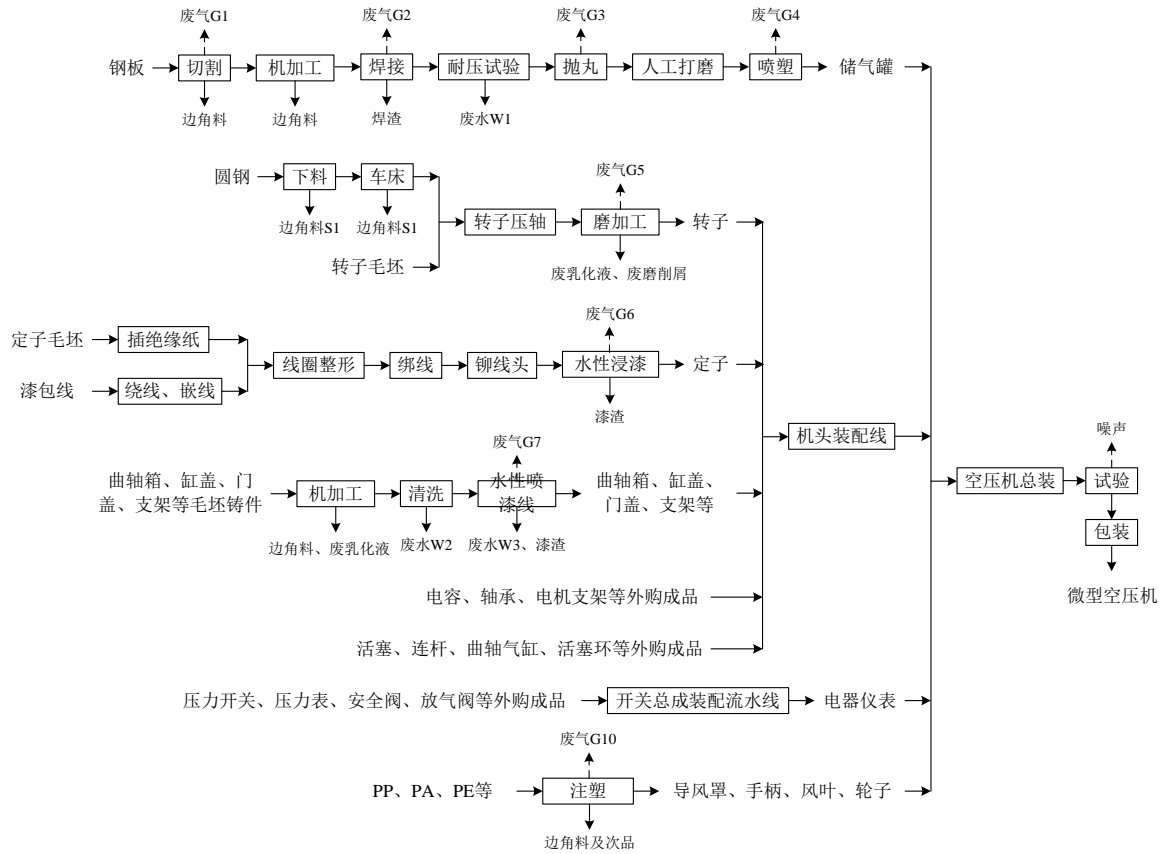 废气G1
废气G2
废气G3
废气G4
钢板
切割
机加工
焊接
耐压试验
抛丸
人工打磨
喷塑
储气罐
边角料
边角料
焊渣
废水W1
圆钢
下料
车床
废气G5
边角料S1
边角料S1
转子压轴
磨加工
转子
转子毛坯
废乳化液、废磨削屑
废气G6
定子毛坯
插绝缘纸
线圈整形
绑线
铆线头
水性浸漆
定子
漆包线
绕线、嵌线
漆渣
机头装配线
噪声
废气G7
曲轴箱、缸盖、门
盖、支架等毛坯铸件
机加工
清洗
水性喷
漆线
曲轴箱、缸盖、
门盖、支架等
空压机总装
试验
边角料、废乳化液
废水W2
废水W3、漆渣
包装
电容、轴承、电机支架等外购成品
微型空压机
活塞、连杆、曲轴气缸、活塞环等外购成品
压力开关、压力表、安全阀、放气阀等外购成品
开关总成装配流水线
电器仪表
废气G10
PP、PA、PE等
注塑
导风罩、手柄、风叶、轮子
边角料及次品